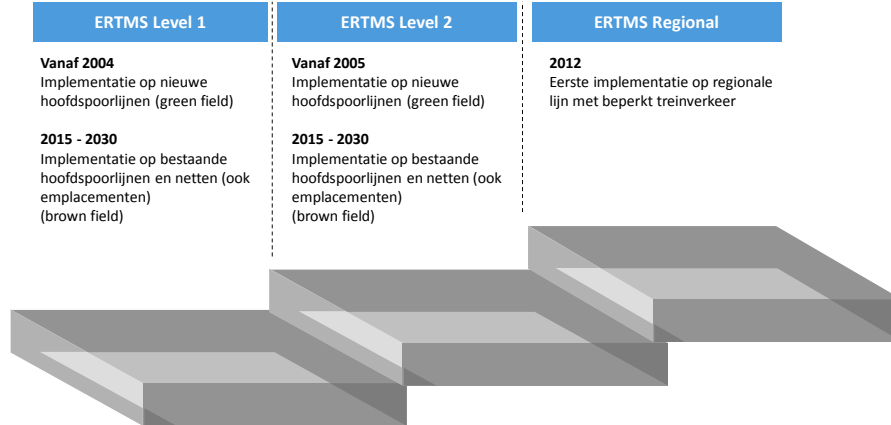 ERTMS Level 1
Vanaf 2004
Implementatie op nieuwe
hoofdspoorlijnen (green field)
2015 - 2030
Implementatie op bestaande
hoofdspoorlijnen en netten (ook
emplacementen)
(brown field)
ERTMS Level 2
Vanaf 2005
Implementatie op nieuwe
hoofdspoorlijnen (green field)
2015 - 2030
Implementatie op bestaande
hoofdspoorlijnen en netten (ook
emplacementen)
(brown field)
ERTMS Regional
2012
Eerste implementatie op regionale
lijn met beperkt treinverkeer